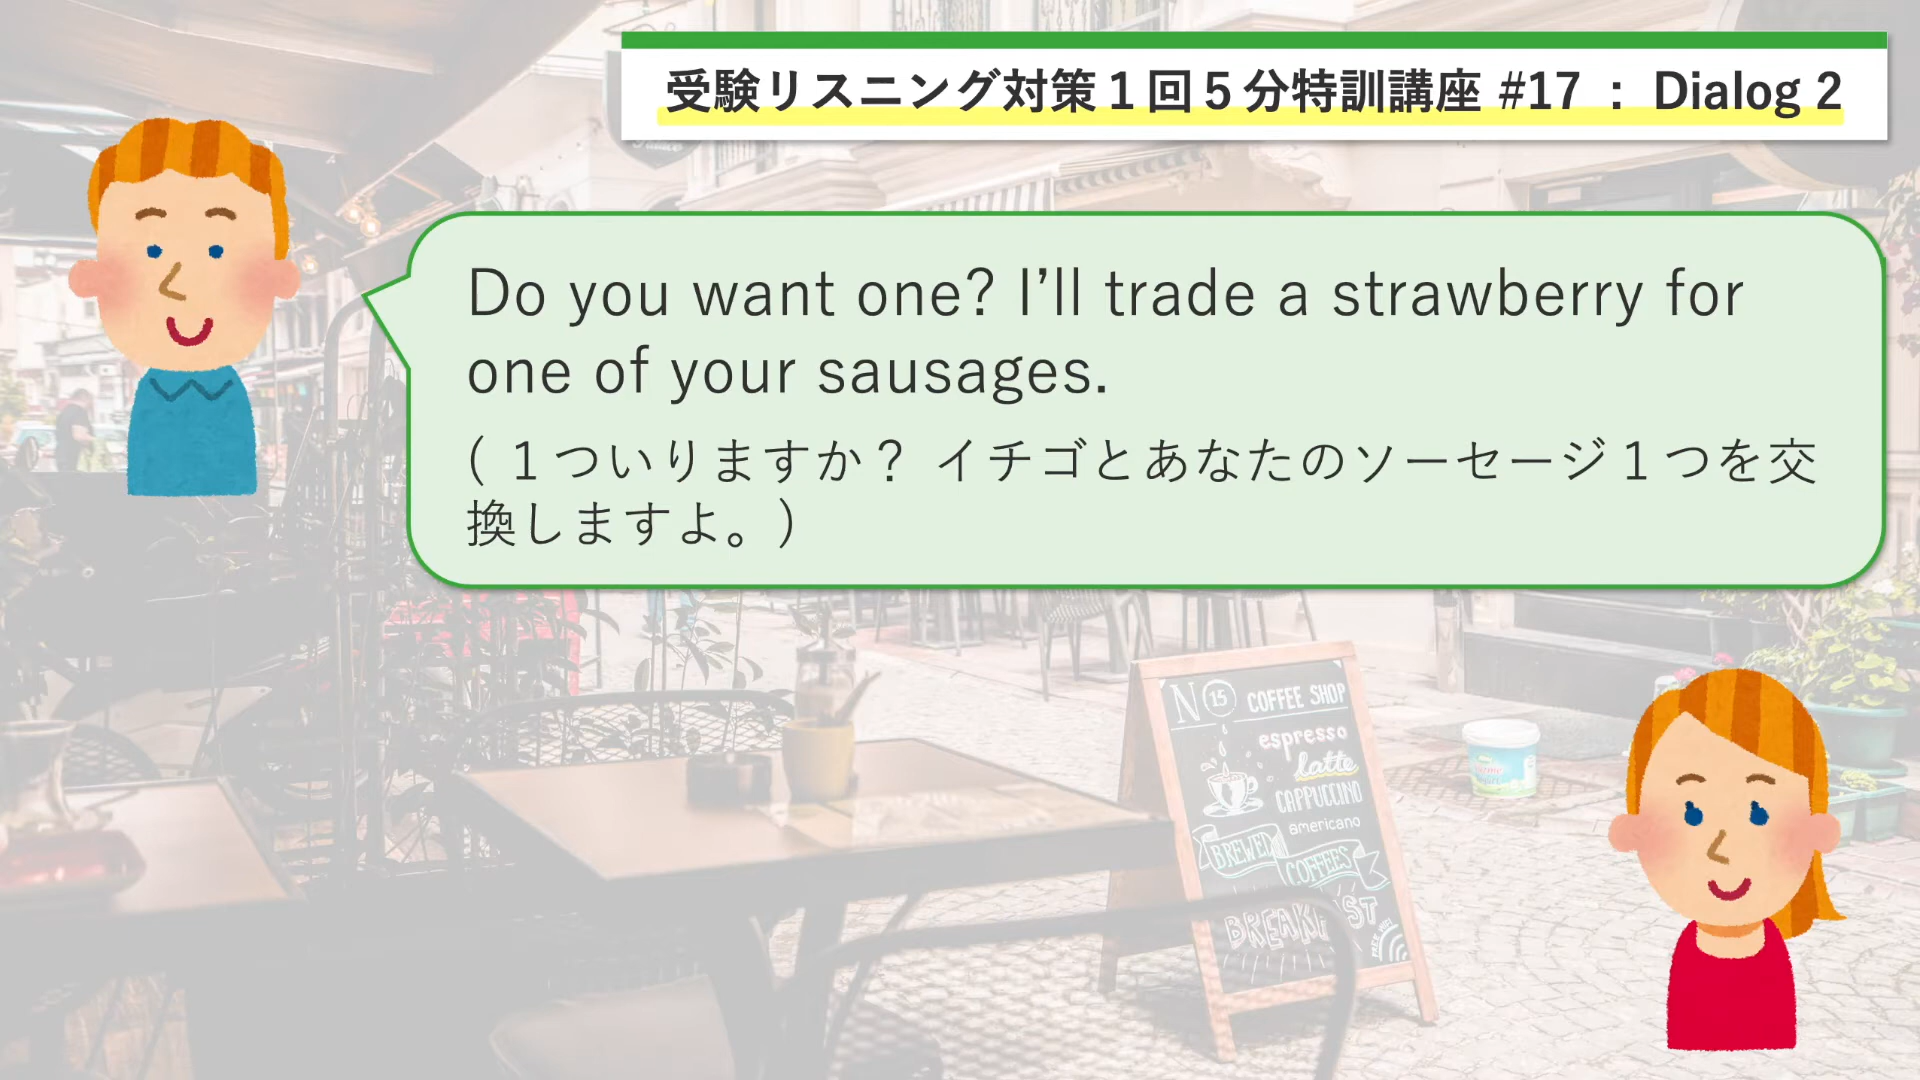 受験リスニング対策１回５分特訓講座 #17 ： Dialog 2
Do you want one? I’ll trade a strawberry for
one of your sausages.
( １ついりますか？ イチゴとあなたのソーセージ１つを交
換しますよ。)
N 15 COFFEE SHOP
espresso
latte
CAPPUCCINO
americano
BREWED
COFFEES
BREAKFAST